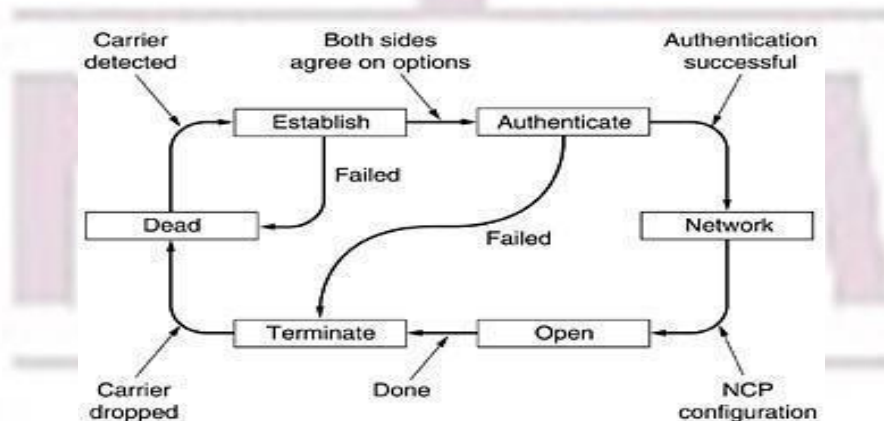 Carrier
detected
Both sides
agree on options
Authentication
successful
Establish
Authenticate
Failed
Dead
Failed
Network
Terminate
Open
Carrier
dropped
Done
NCP
configuration